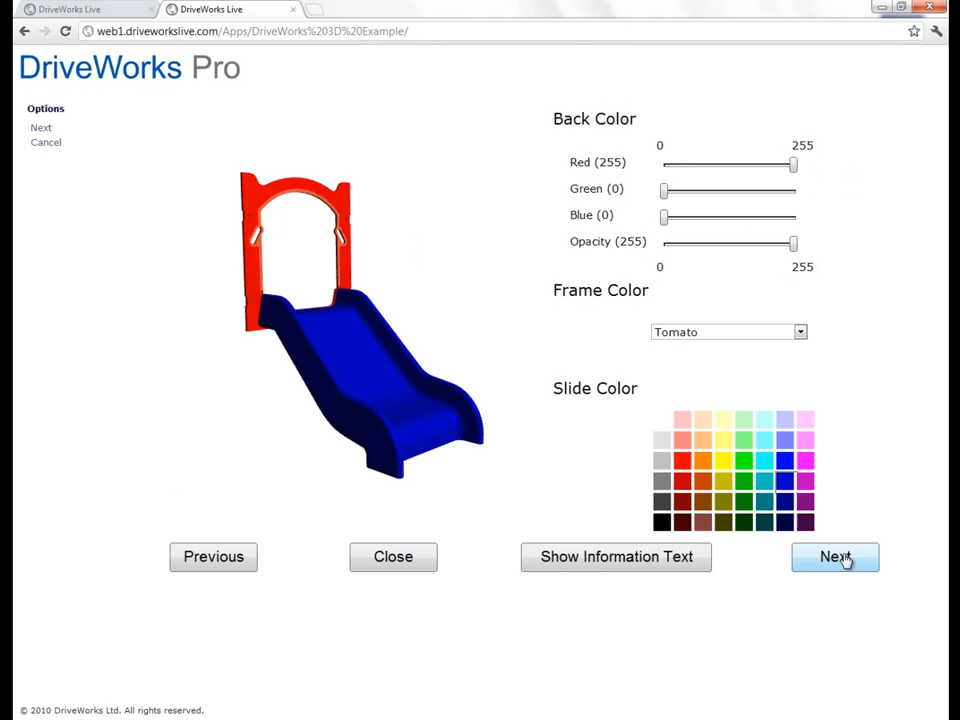 DriveWorks Live
DriveWorks Live
web1.driveworkslive.com/Apps/DriveWorks%203D%20Example/
DriveWorks Pro
Options
Next
Cancel
Back Color
0 255
Red (255)
Green (0)
Blue (0)
Opacity (255)
0 255
Frame Color
Tomato
Slide Color
Previous
Close
Show Information Text
Next
© 2010 DriveWorks Ltd. All rights reserved.